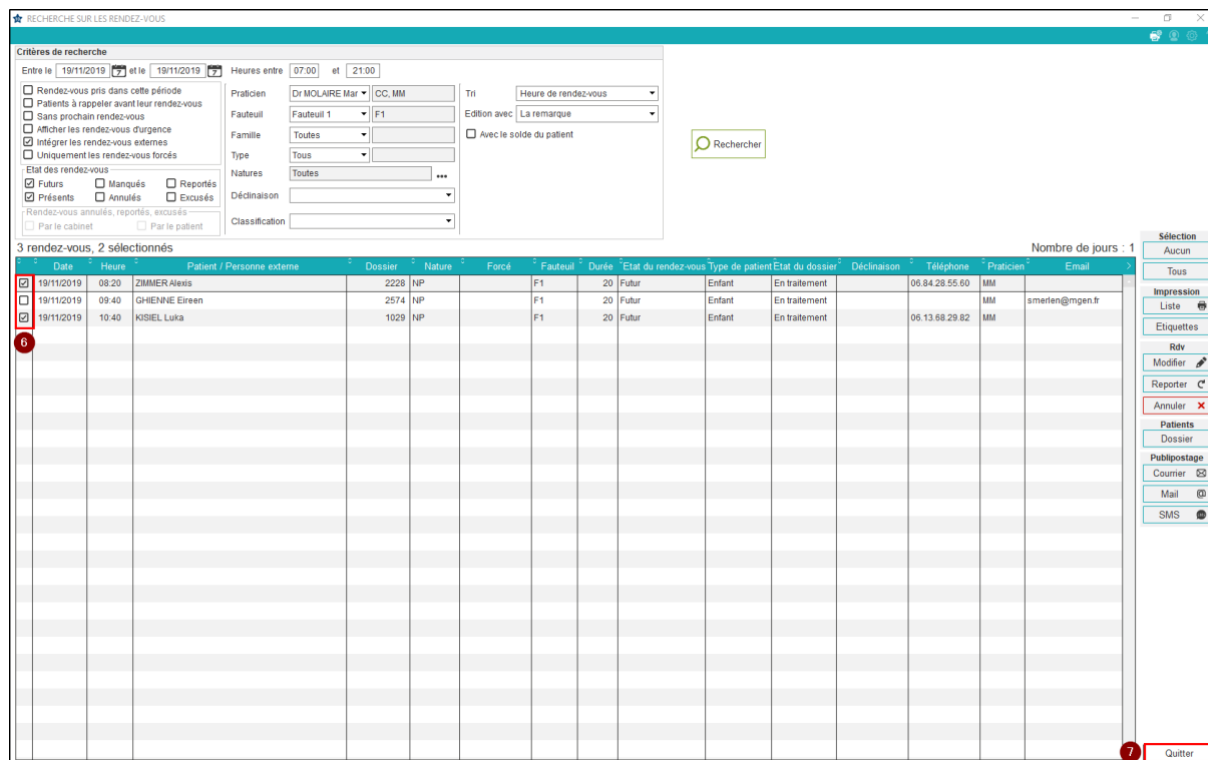 RECHERCHE SUR LES RENDEZ-VOUS
Critères de recherche
Entre le 19/11/2019 7 et le 19/11/2019 7 Heures entre 07:00 et 21:00
Rendez-vous pris dans cette période
Patients à rappeler avant leur rendez-vous
Sans prochain rendez-vous
Afficher les rendez-vous d'urgence
Intégrer les rendez-vous externes
Uniquement les rendez-vous forcés
Etat des rendez-vous
Futurs Manqués Reportés
Présents Annulés Excusés
Rendez-vous annulés, reportés, excusés
Par le cabinet Par le patient
Praticien Dr MOLAIRE Mar CC, MM
Fauteuil Fauteuil 1 F1
Famille Toutes
Type Tous
Natures Toutes ...
Déclinaison
Classification
Tri Heure de rendez-vous
Edition avec La remarque
Avec le solde du patient
Rechercher
3 rendez-vous, 2 sélectionnés Nombre de jours : 1
Date Heure Patient / Personne externe Dossier Nature Forcé Fauteuil Durée Etat du rendez-vous Type de patient Etat du dossier Déclinaison Téléphone Praticien Email
19/11/2019 08:20 ZIMMER Alexis 2228 NP F1 20 Futur Enfant En traitement 06.84.28.55.60 MM
19/11/2019 09:40 GHIENNE Eireen 2574 NP F1 20 Futur Enfant En traitement MM smerlen@mgen.fr
19/11/2019 10:40 KISIEL Luka 1029 NP F1 20 Futur Enfant En traitement 06.13.68.29.82 MM
6
Sélection
Aucun
Tous
Impression
Liste
Etiquettes
Rdv
Modifier
Reporter
Annuler
Patients
Dossier
Publipostage
Courrier
Mail @
SMS
7 Quitter